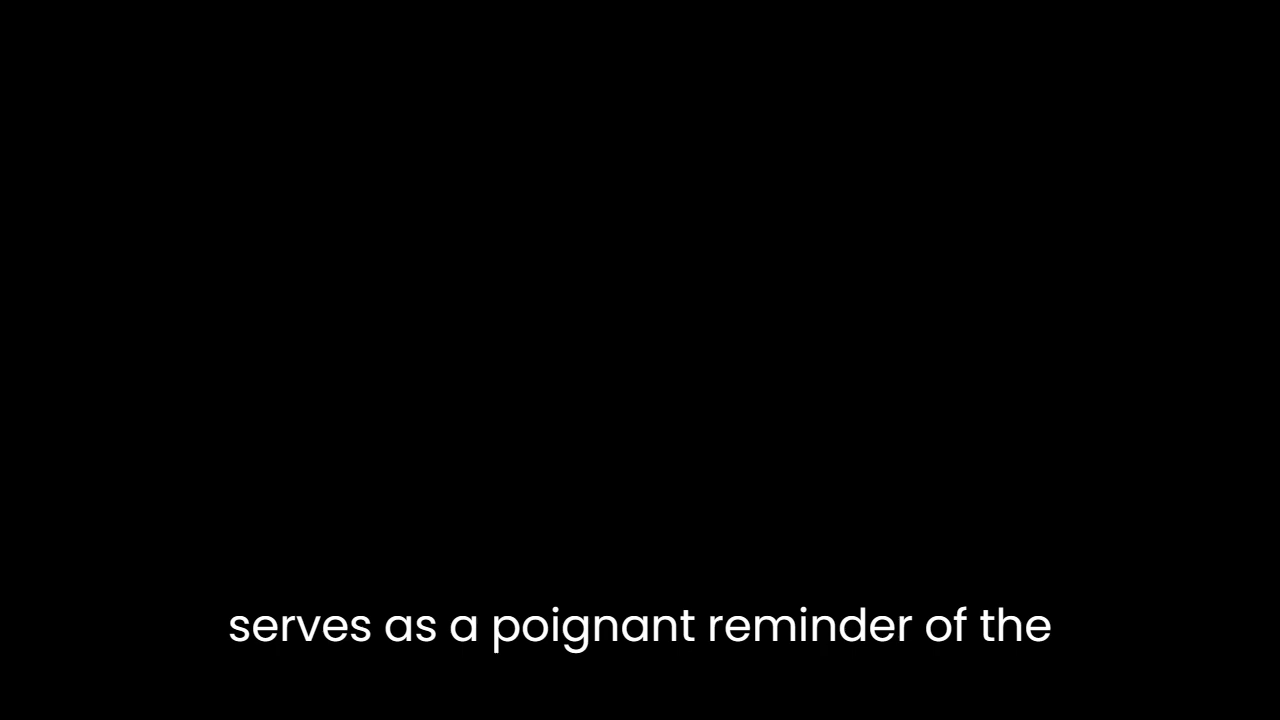 serves as a poignant reminder of the